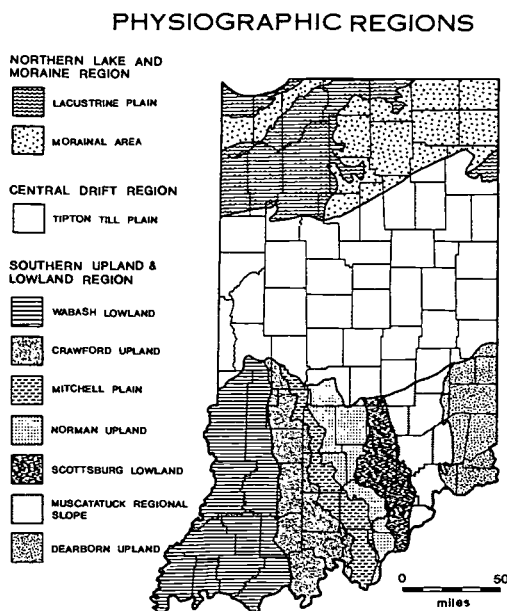 PHYSIOGRAPHIC REGIONS
NORTHERN LAKE AND
MORAINE REGION
LACUSTRINE PLAIN
MORAINAL AREA
CENTRAL DRIFT REGION
TIPTON TILL PLAIN
SOUTHERN UPLAND &
LOWLAND REGION
WABASH LOWLAND
CRAWFORD UPLAND
MITCHELL PLAIN
NORMAN UPLAND
SCOTTSBURG LOWLAND
MUSCATATUCK REGIONAL
SLOPE
DEARBORN UPLAND
0 50
miles